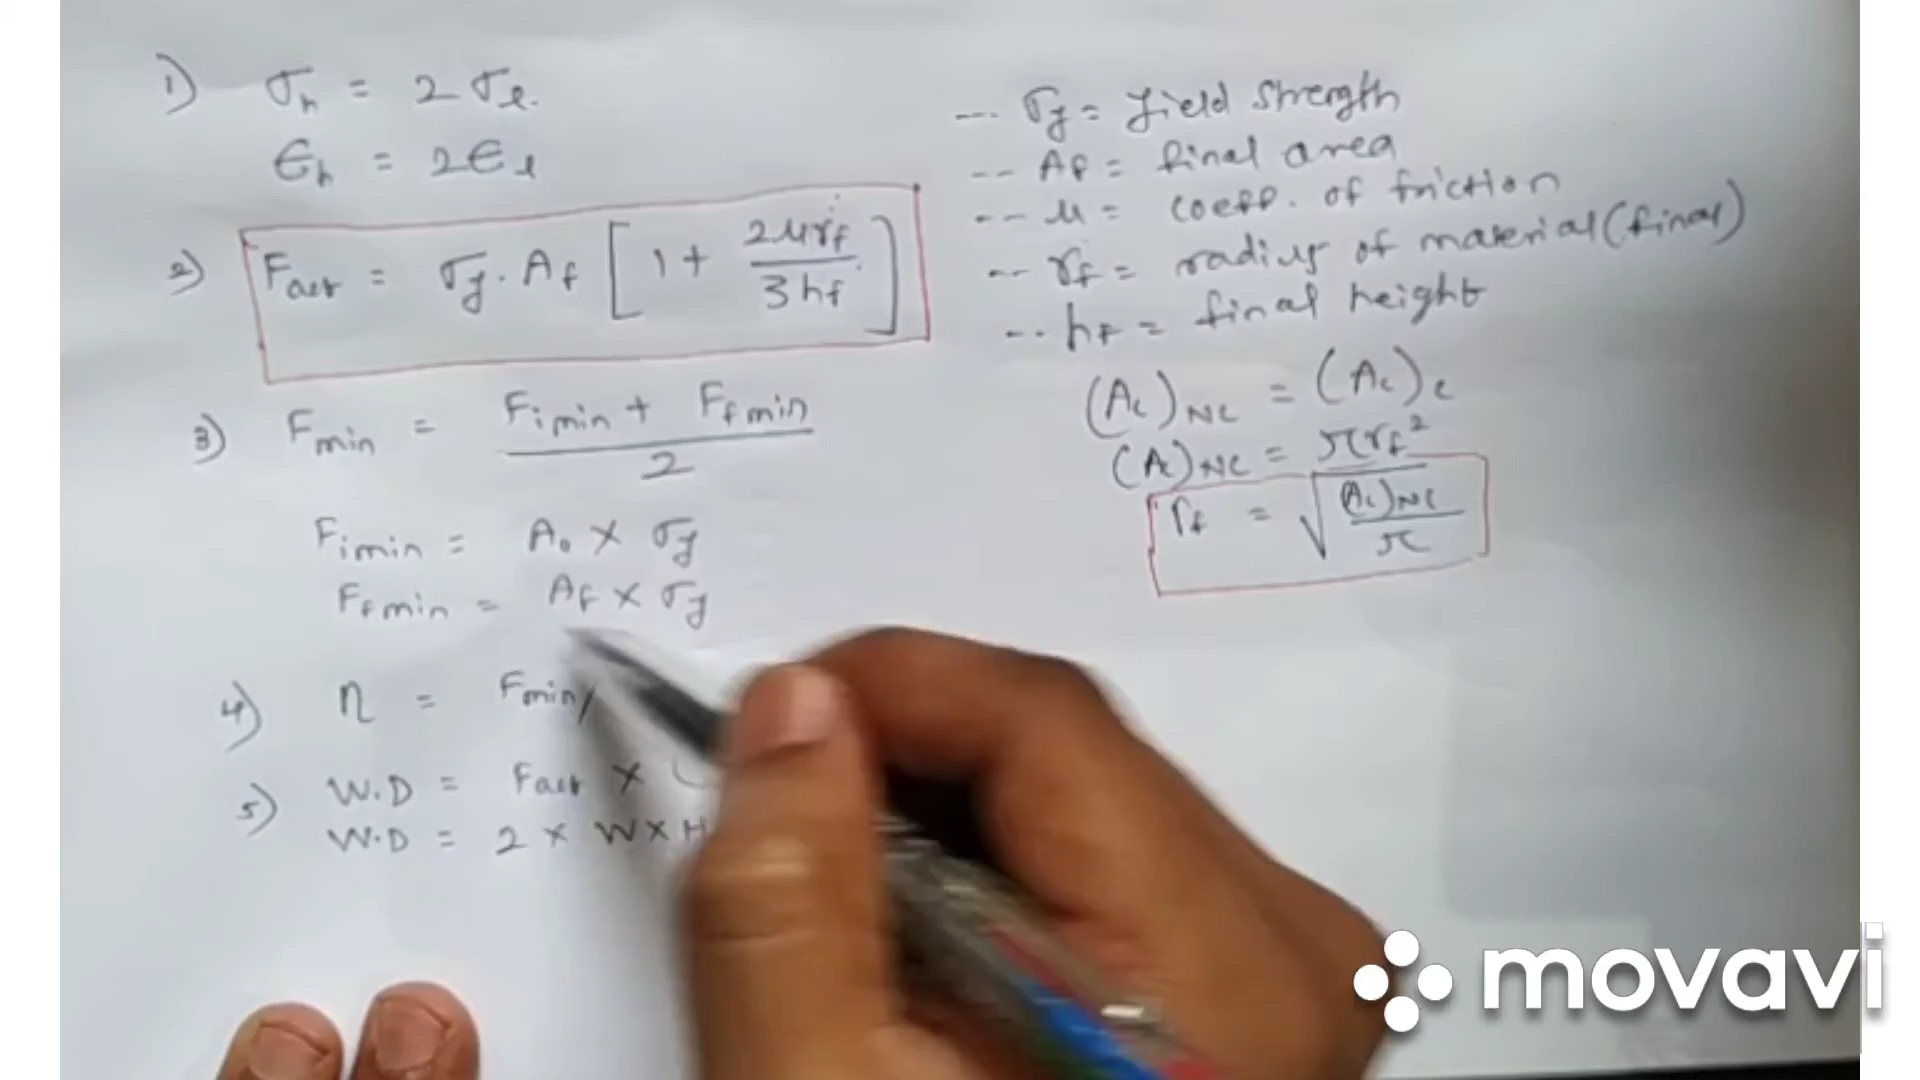 1) σh = 2σl.
ϵh = 2ϵl
2) Fact = σy. Af [1 + 2μrf / 3hf]
3) Fmin = Fimin + Ffmin / 2
Fimin = A₀ × σy
Ffmin = Af × σy
4) η = Fmin/
5) W.D = Fact ×
W.D = 2 × W × H
--- σy = Yield Strength
-- Af = final area
-- μ = coeff. of friction
-- rf = radius of material (final)
-- hf = final height
(Ac)NC = (Ac)c
(Ac)NC = πrf²
rf = √((Ac)NC / π)
movavi